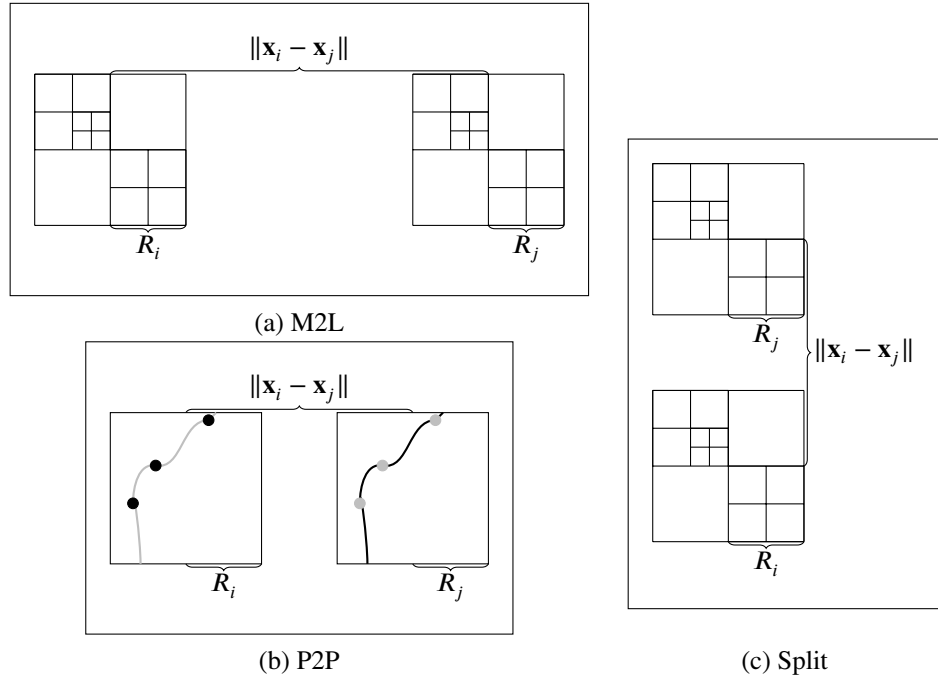 ‖x_i − x_j‖
R_i
R_j
(a) M2L
‖x_i − x_j‖
R_i
R_j
(b) P2P
R_j
‖x_i − x_j‖
R_i
(c) Split